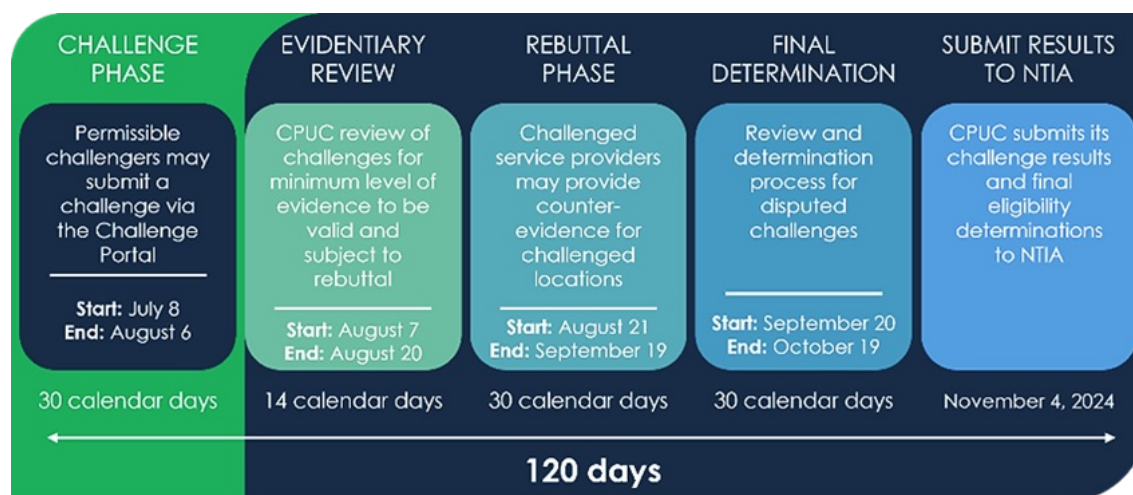 CHALLENGE
PHASE
Permissible
challengers may
submit a
challenge via
the Challenge
Portal
Start: July 8
End: August 6
30 calendar days
EVIDENTIARY
REVIEW
CPUC review of
challenges for
minimum level of
evidence to be
valid and
subject to
rebuttal
Start: August 7
End: August 20
14 calendar days
REBUTTAL
PHASE
Challenged
service providers
may provide
counter-
evidence for
challenged
locations
Start: August 21
End: September 19
30 calendar days
FINAL
DETERMINATION
Review and
determination
process for
disputed
challenges
Start: September 20
End: October 19
30 calendar days
SUBMIT RESULTS
TO NTIA
CPUC submits its
challenge results
and final
eligibility
determinations
to NTIA
November 4, 2024
120 days